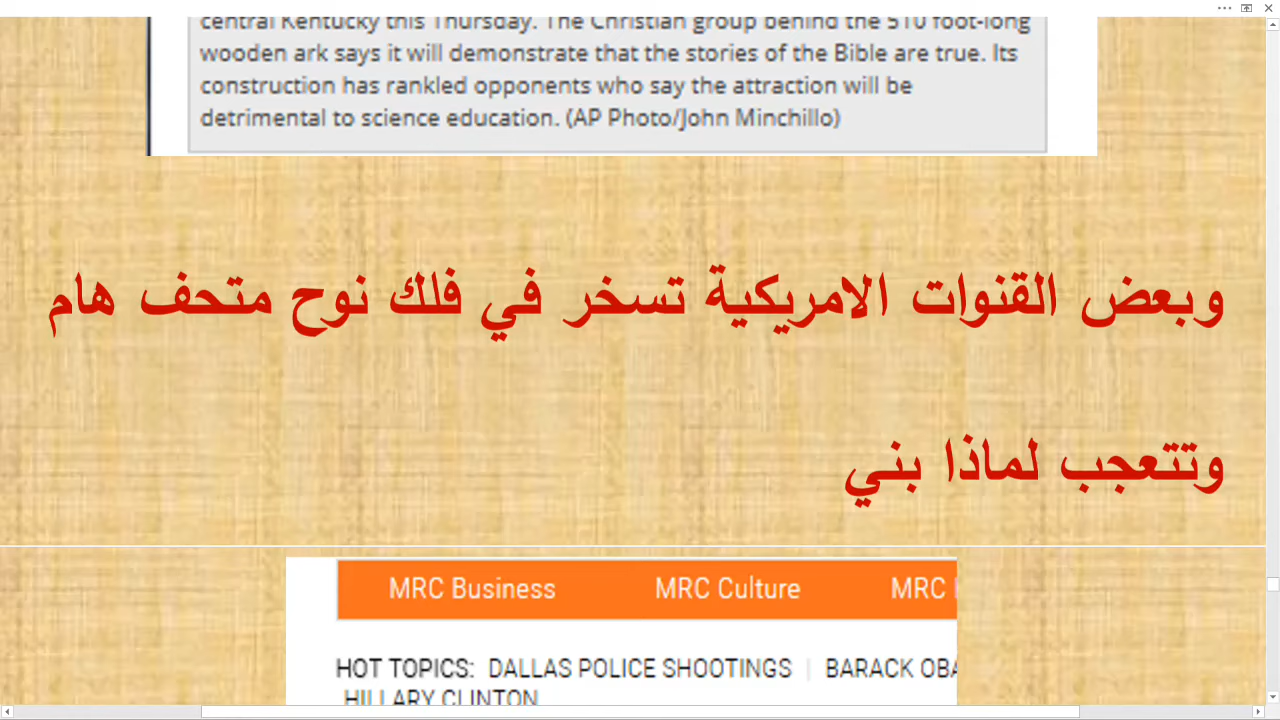 central Kentucky this Thursday. The Christian group behind the 510 foot-long
wooden ark says it will demonstrate that the stories of the Bible are true. Its
construction has rankled opponents who say the attraction will be
detrimental to science education. (AP Photo/John Minchillo)
وبعض القنوات الامريكية تسخر في فلك نوح متحف هام
وتتعجب لماذا بني
MRC Business MRC Culture MRC
HOT TOPICS: DALLAS POLICE SHOOTINGS | BARACK OBA
HILLARY CLINTON